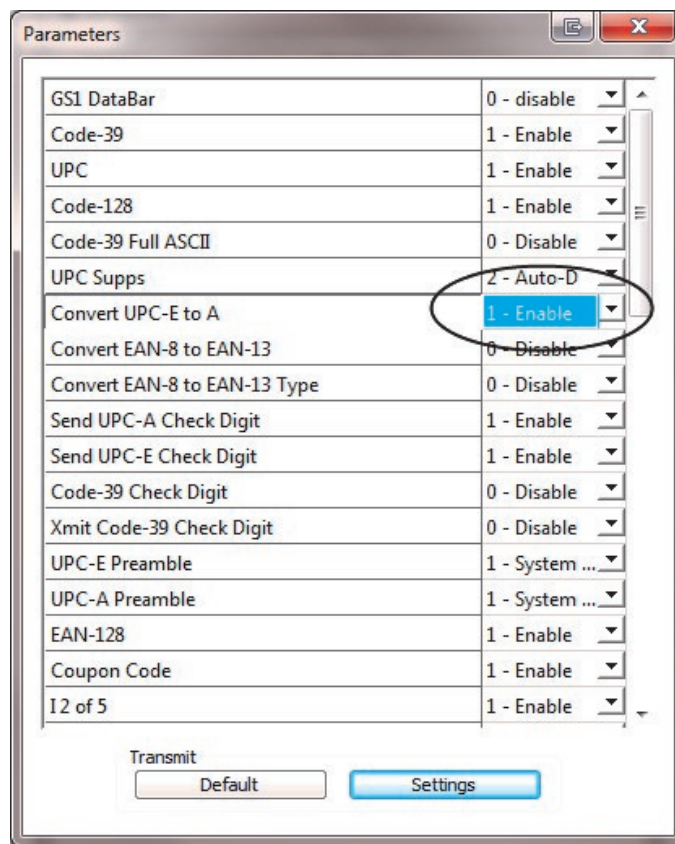 Parameters
GS1 DataBar 0 - disable
Code-39 1 - Enable
UPC 1 - Enable
Code-128 1 - Enable
Code-39 Full ASCII 0 - Disable
UPC Supps 2 - Auto-D
Convert UPC-E to A 1 - Enable
Convert EAN-8 to EAN-13 0 - Disable
Convert EAN-8 to EAN-13 Type 0 - Disable
Send UPC-A Check Digit 1 - Enable
Send UPC-E Check Digit 1 - Enable
Code-39 Check Digit 0 - Disable
Xmit Code-39 Check Digit 0 - Disable
UPC-E Preamble 1 - System ...
UPC-A Preamble 1 - System ...
EAN-128 1 - Enable
Coupon Code 1 - Enable
I 2 of 5 1 - Enable
Transmit
Default Settings